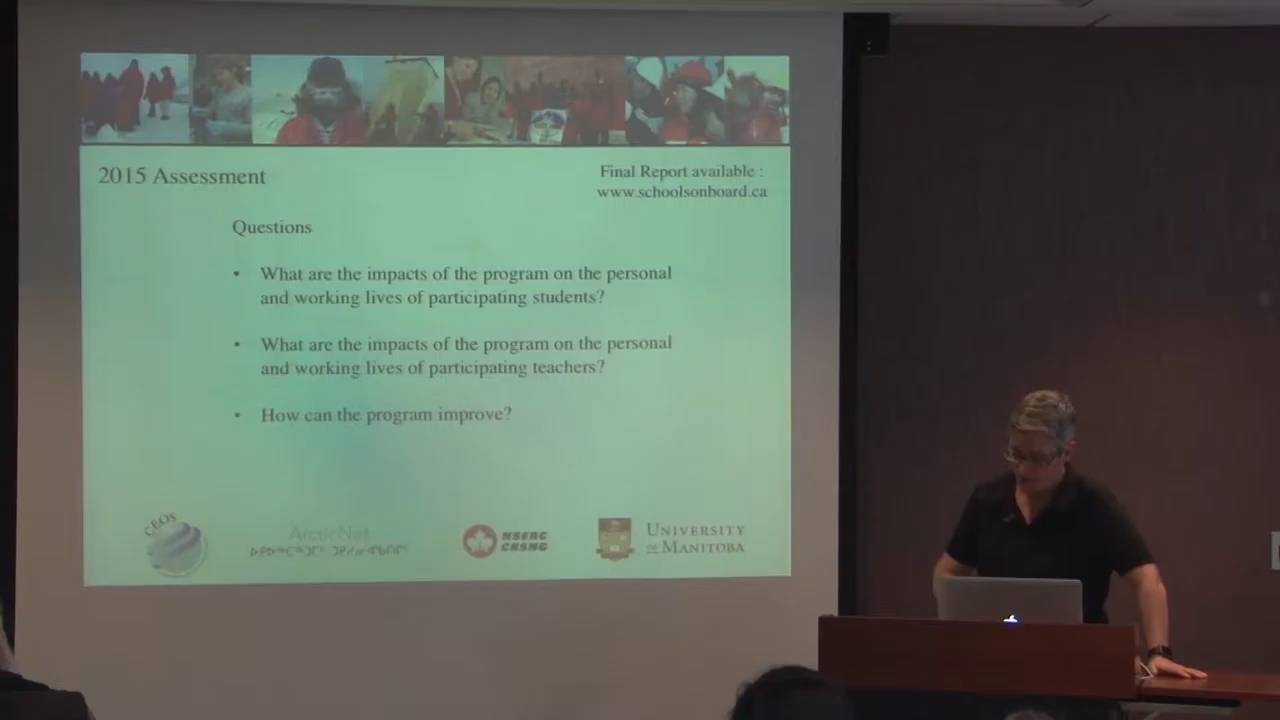 2015 Assessment
Final Report available :
www.schoolsonboard.ca
Questions
• What are the impacts of the program on the personal
and working lives of participating students?
• What are the impacts of the program on the personal
and working lives of participating teachers?
• How can the program improve?
CEOS
ArcticNet
NSERC
CRSNG
UNIVERSITY
OF MANITOBA